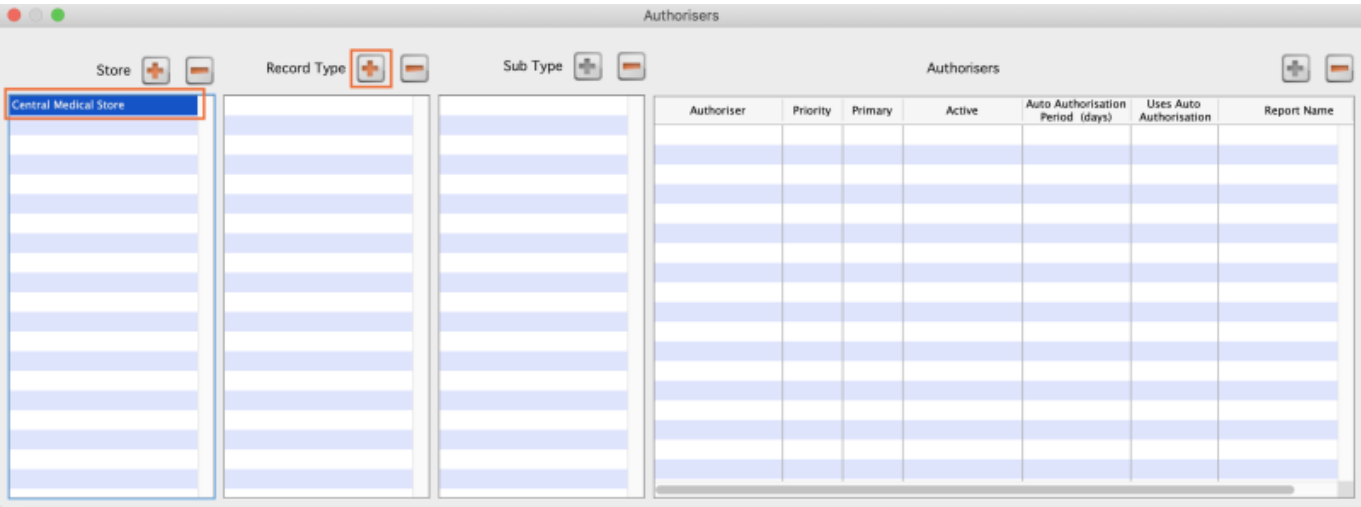 Authorisers
Store
Record Type
Sub Type
Authorisers
Central Medical Store
Authoriser
Priority
Primary
Active
Auto Authorisation
Period (days)
Uses Auto
Authorisation
Report Name